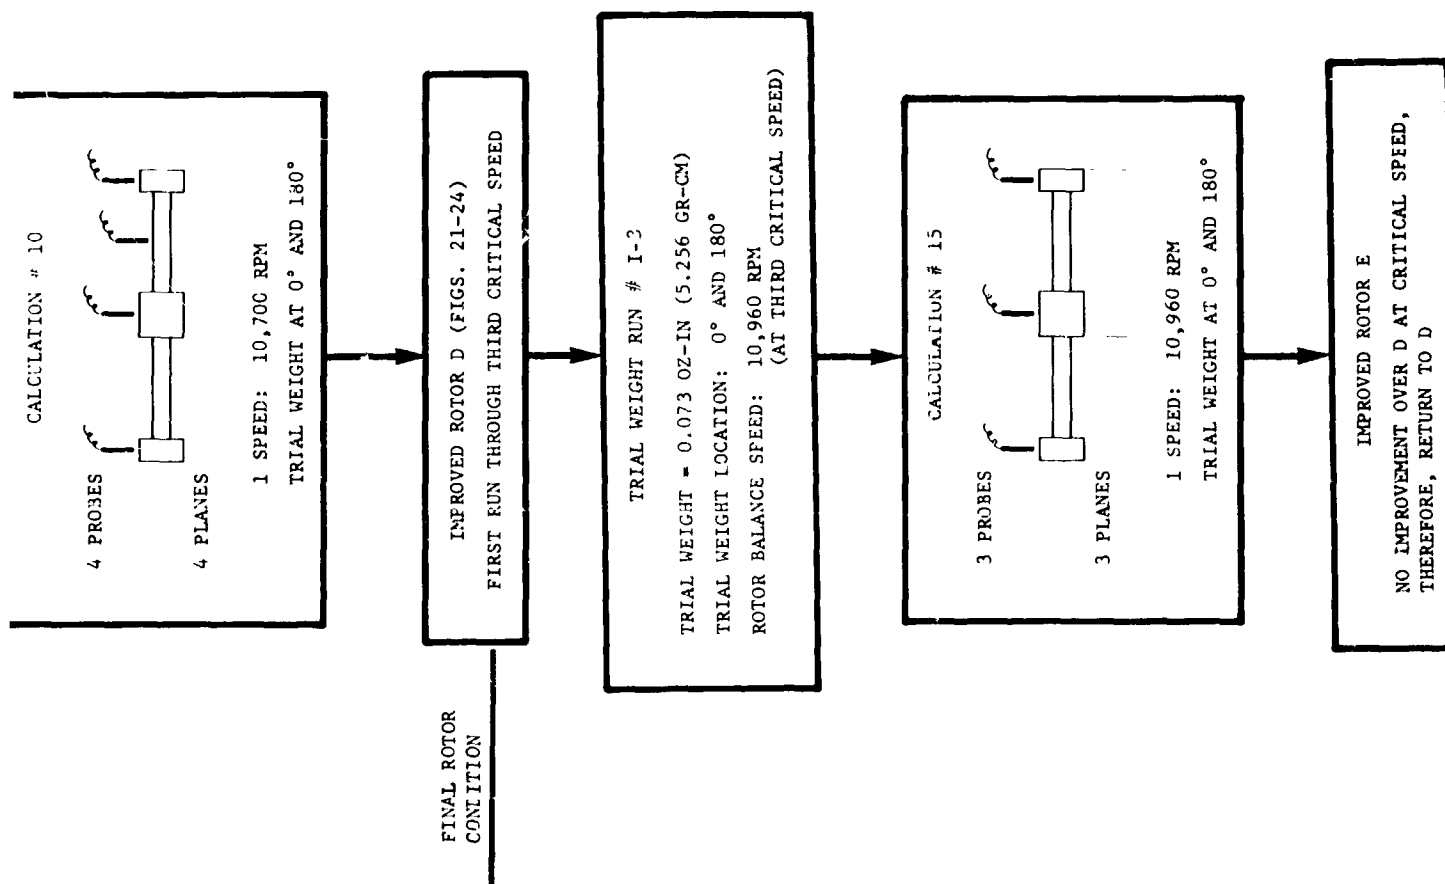 CALCULATION # 10
4 PROBES
4 PLANES
1 SPEED: 10,700 RPM
TRIAL WEIGHT AT 0° AND 180°
IMPROVED ROTOR D (FIGS. 21-24)
FIRST RUN THROUGH THIRD CRITICAL SPEED
FINAL ROTOR
CONDITION
TRIAL WEIGHT RUN # I-3
TRIAL WEIGHT = 0.073 OZ-IN (5.256 GR-CM)
TRIAL WEIGHT LOCATION: 0° AND 180°
ROTOR BALANCE SPEED: 10,960 RPM
(AT THIRD CRITICAL SPEED)
CALCULATION # 15
3 PROBES
3 PLANES
1 SPEED: 10,960 RPM
TRIAL WEIGHT AT 0° AND 180°
IMPROVED ROTOR E
NO IMPROVEMENT OVER D AT CRITICAL SPEED,
THEREFORE, RETURN TO D